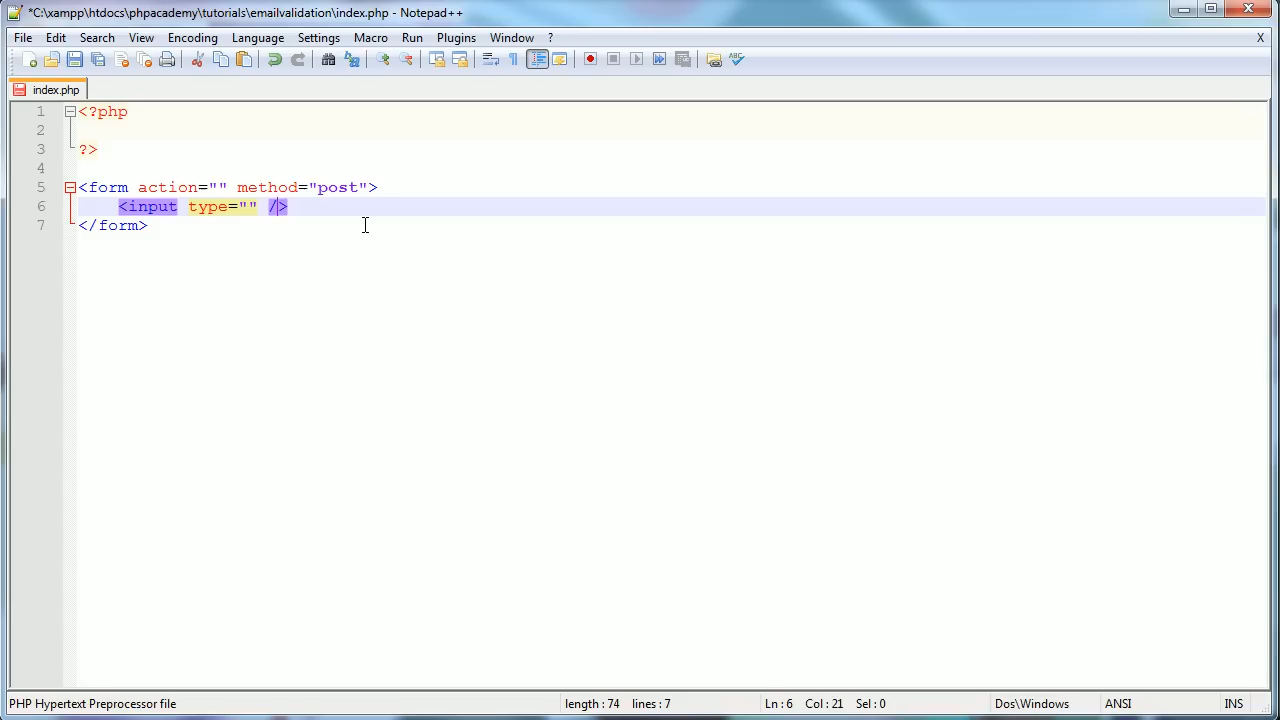 *C:\xampp\htdocs\phpacademy\tutorials\emailvalidation\index.php - Notepad++
File Edit Search View Encoding Language Settings Macro Run Plugins Window ? X
index.php
1 <?php
2
3 ?>
4
5 <form action="" method="post">
6 <input type="" />
7 </form>
PHP Hypertext Preprocessor file length : 74 lines : 7 Ln : 6 Col : 21 Sel : 0 Dos\Windows ANSI INS